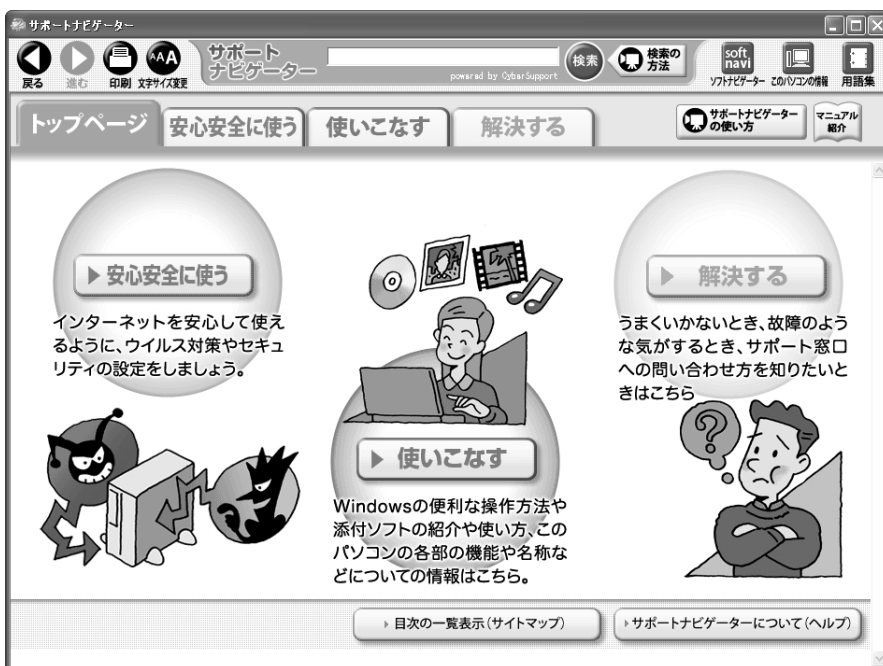 サポートナビゲーター
戻る
進む
印刷
AAA
文字サイズ変更
サポート
ナビゲーター
powered by CyberSupport
検索
検索の
方法
soft
navi
ソフトナビゲーター
このパソコンの情報
用語集
トップページ
安心安全に使う
使いこなす
解決する
サポートナビゲーター
の使い方
マニュアル
紹介
安心安全に使う
インターネットを安心して使え
るように、ウイルス対策やセキュ
リティの設定をしましょう。
使いこなす
Windowsの便利な操作方法や
添付ソフトの紹介や使い方、この
パソコンの各部の機能や名称な
どについての情報はこちら。
解決する
うまくいかないとき、故障のよう
な気がするとき、サポート窓口
への問い合わせ方を知りたいと
きはこちら
?
目次の一覧表示(サイトマップ)
サポートナビゲーターについて(ヘルプ)